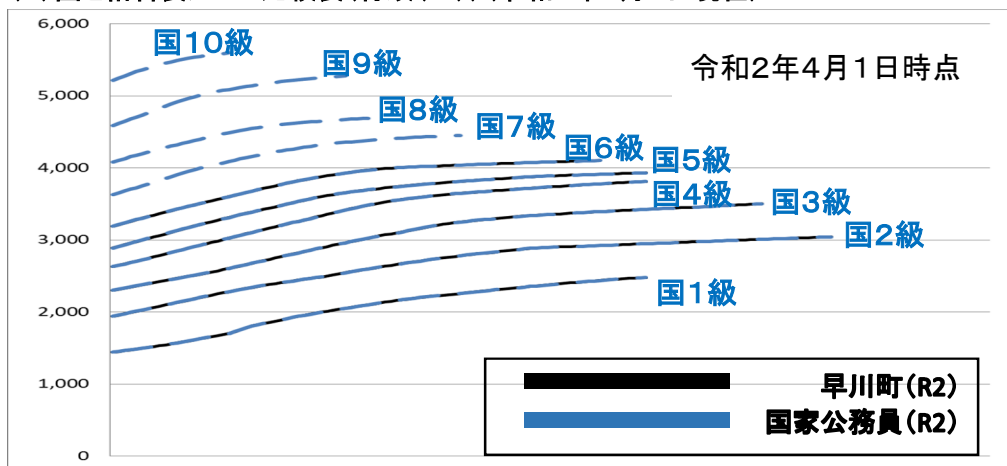 6,000
国10級
国9級
令和2年4月1日時点
5,000
国8級
国7級
国6級
国5級
4,000
国4級
国3級
3,000
国2級
国1級
2,000
1,000
早川町(R2)
国家公務員(R2)
0